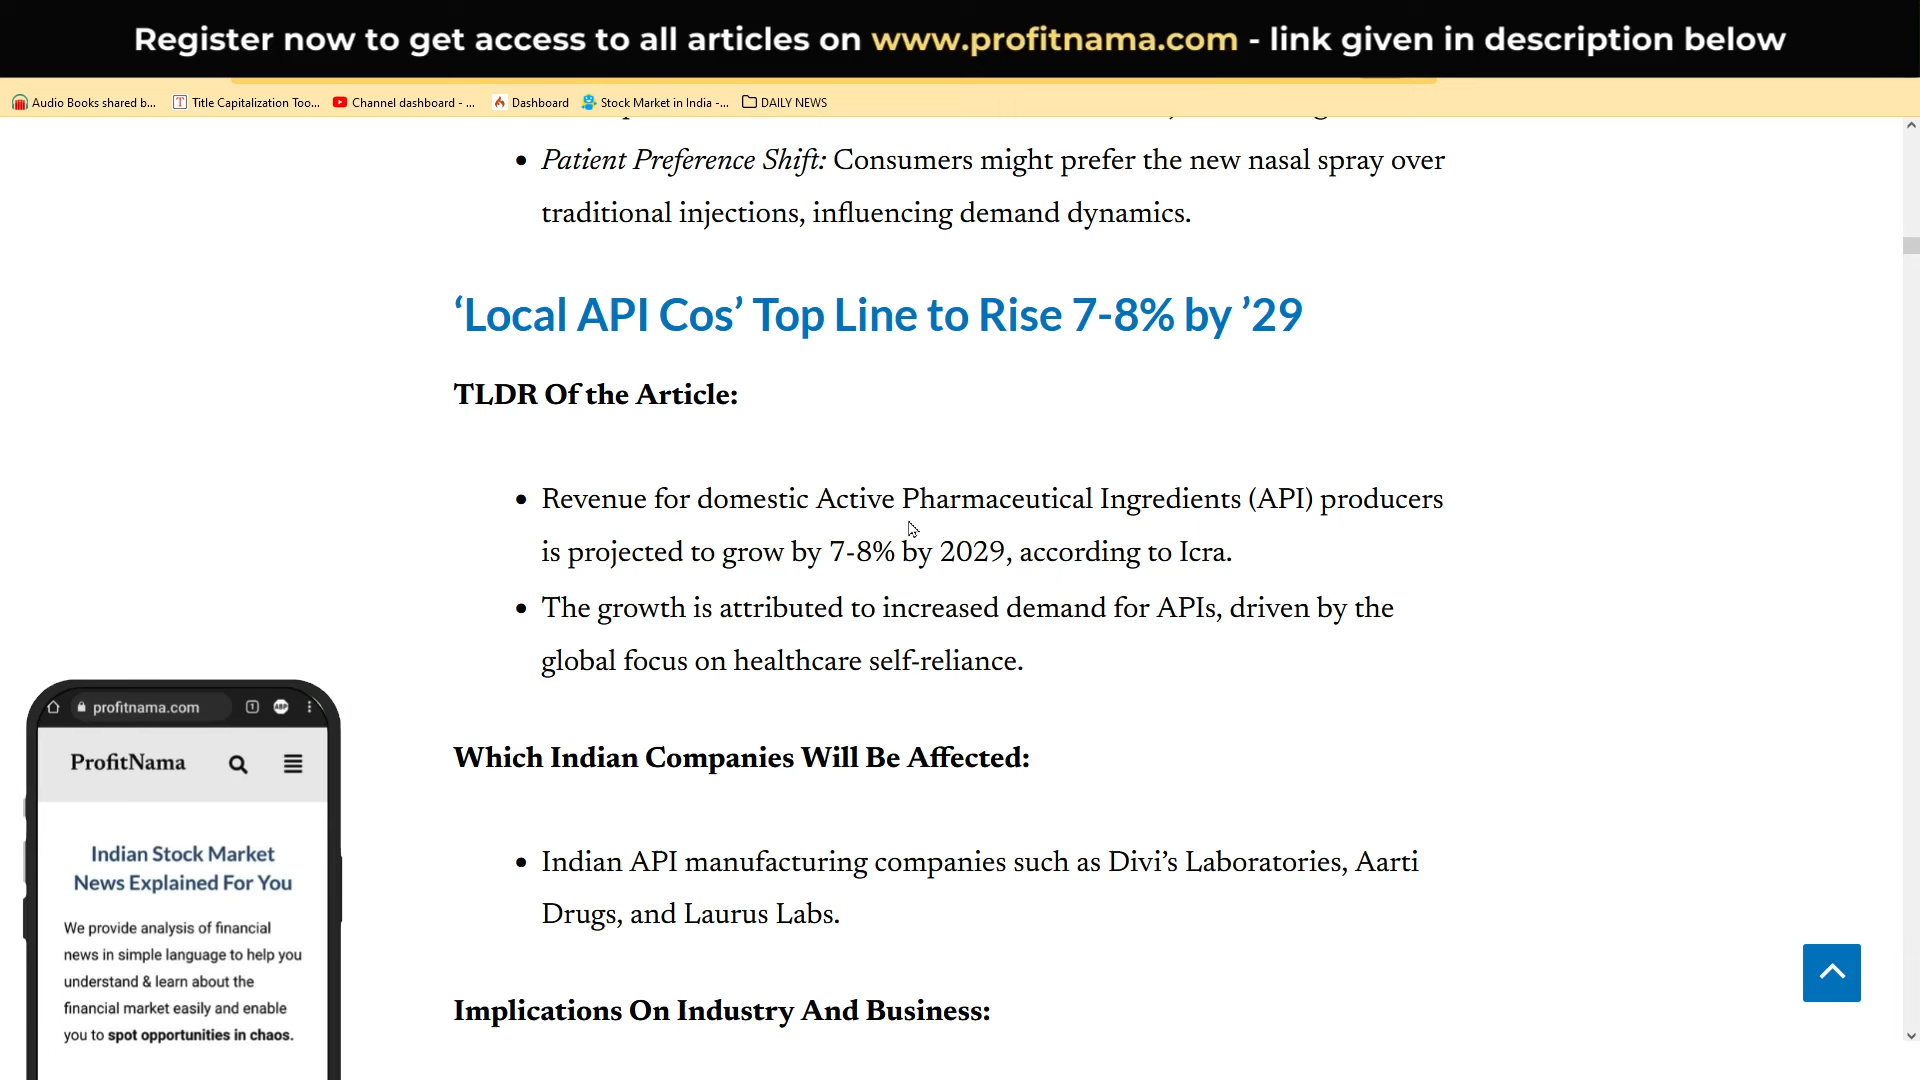 Register now to get access to all articles on www.profitnama.com - link given in description below
Audio Books shared b... Title Capitalization Too... Channel dashboard - ... Dashboard Stock Market in India -... DAILY NEWS
• Patient Preference Shift: Consumers might prefer the new nasal spray over
traditional injections, influencing demand dynamics.
‘Local API Cos’ Top Line to Rise 7-8% by ’29
TLDR Of the Article:
• Revenue for domestic Active Pharmaceutical Ingredients (API) producers
is projected to grow by 7-8% by 2029, according to Icra.
• The growth is attributed to increased demand for APIs, driven by the
global focus on healthcare self-reliance.
Which Indian Companies Will Be Affected:
• Indian API manufacturing companies such as Divi’s Laboratories, Aarti
Drugs, and Laurus Labs.
Implications On Industry And Business:
profitnama.com 1 ABP
ProfitNama
Indian Stock Market
News Explained For You
We provide analysis of financial
news in simple language to help you
understand & learn about the
financial market easily and enable
you to spot opportunities in chaos.